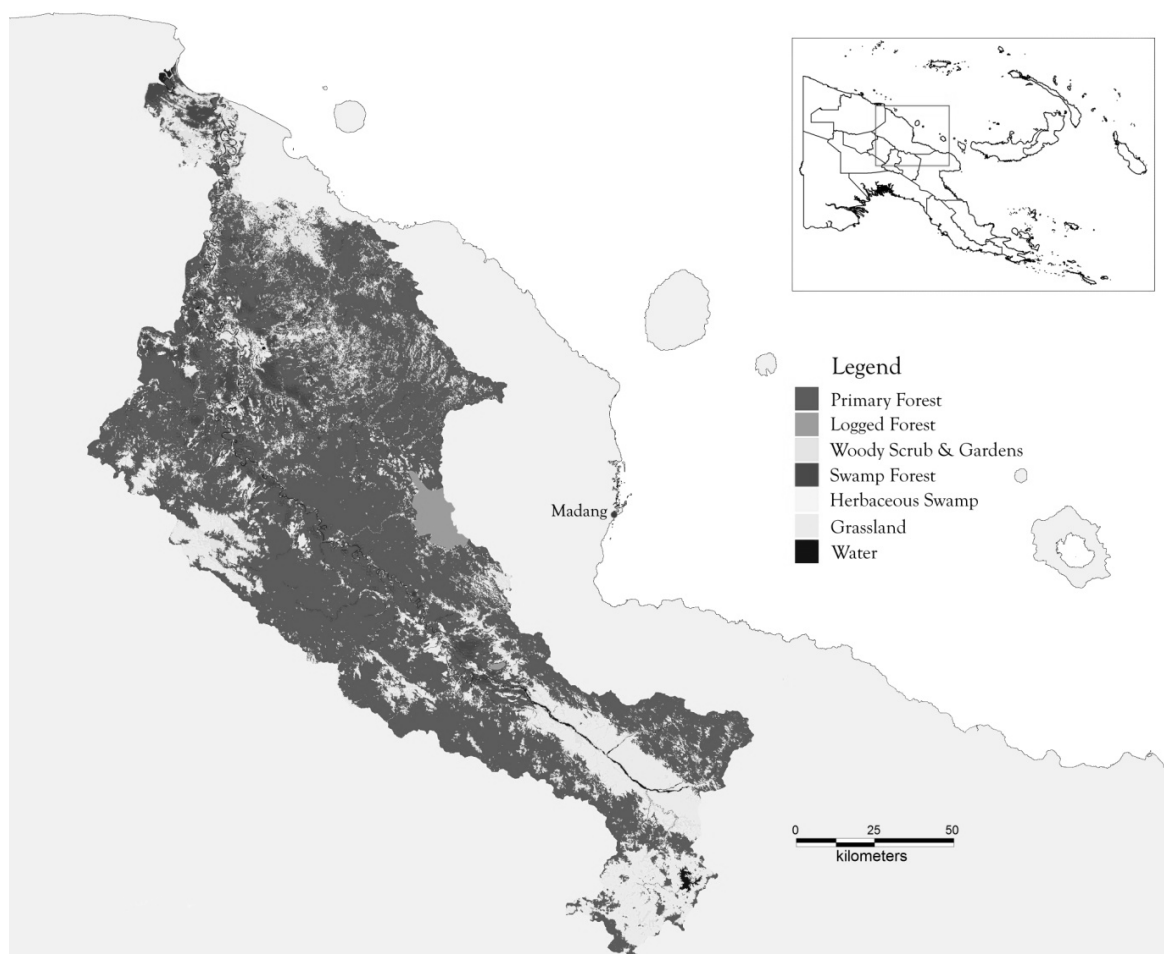 Legend
Primary Forest
Logged Forest
Woody Scrub & Gardens
Swamp Forest
Herbaceous Swamp
Grassland
Water
Madang
0 25 50
kilometers